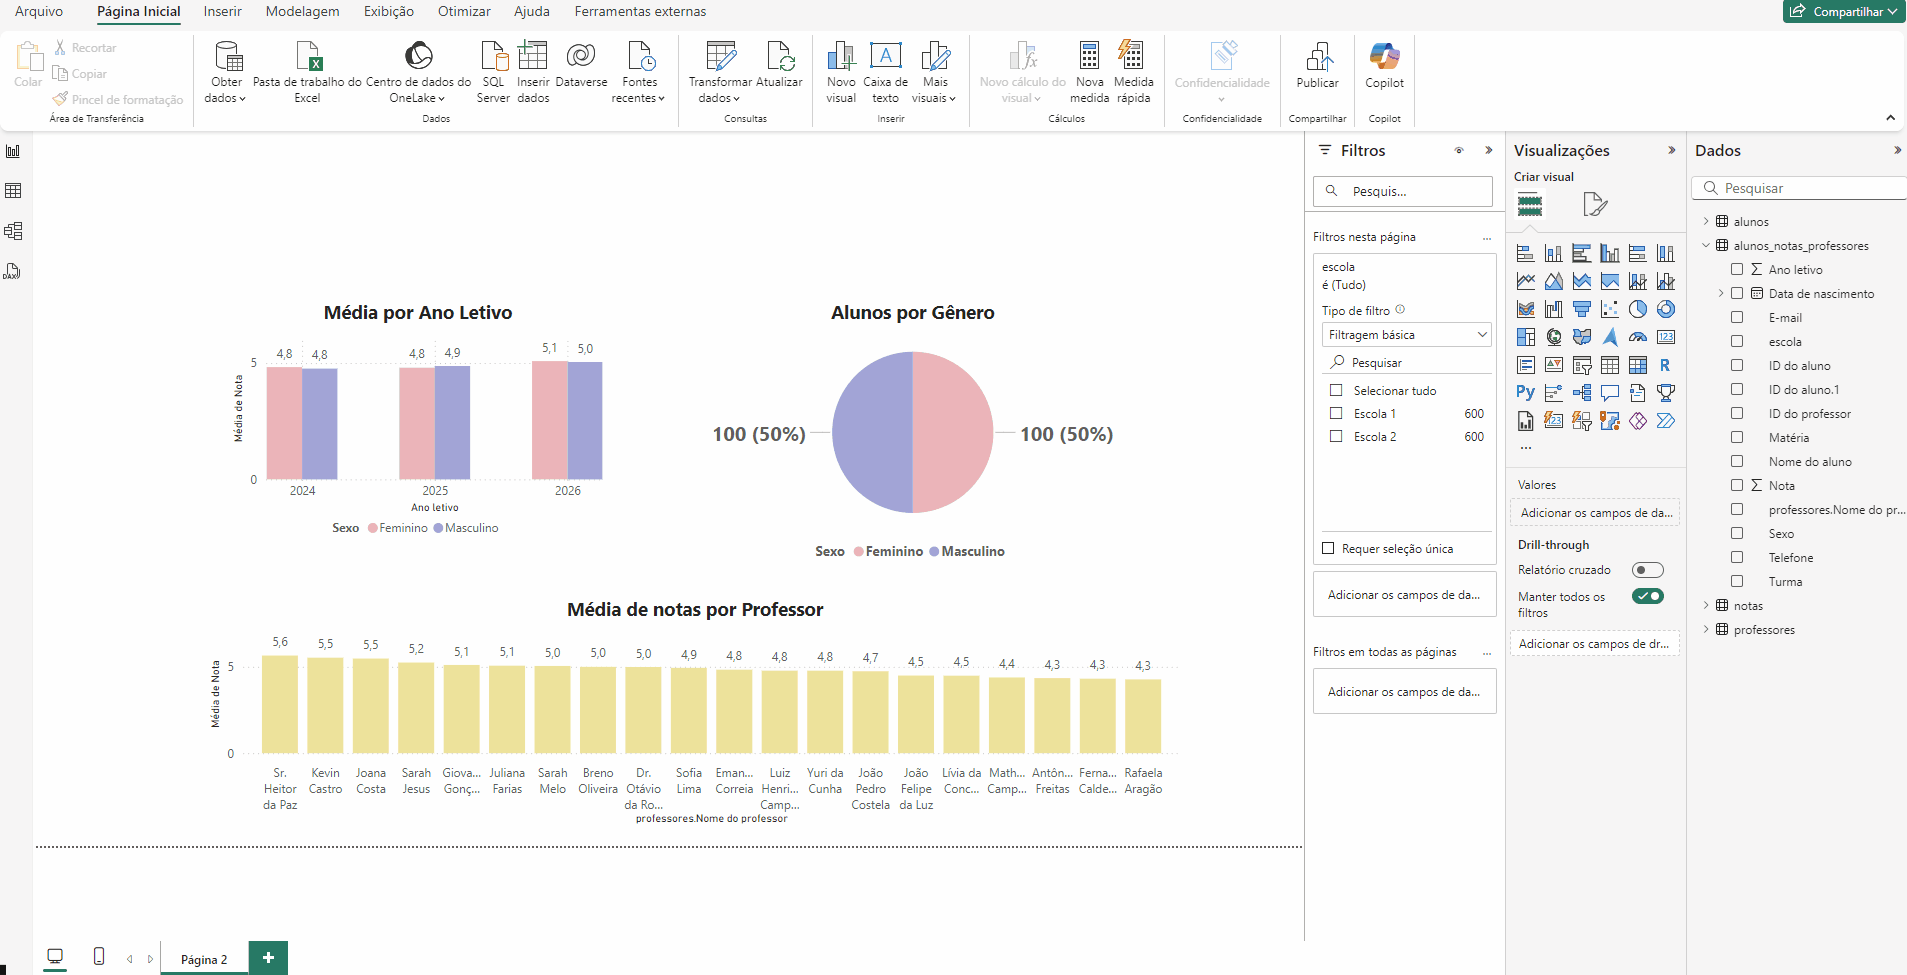 Arquivo Página Inicial Inserir Modelagem Exibição Otimizar Ajuda Ferramentas externas Compartilhar
Colar
Recortar
Copiar
Pincel de formatação
Área de Transferência
Obter dados
Pasta de trabalho do Excel
Centro de dados do OneLake
SQL Server
Inserir dados
Dataverse
Fontes recentes
Dados
Transformar dados
Atualizar
Consultas
Novo visual
Caixa de texto
Mais visuais
Inserir
Novo cálculo do visual
Nova medida
Medida rápida
Cálculos
Confidencialidade
Confidencialidade
Publicar
Compartilhar
Copilot
Copilot
Média por Ano Letivo
Média de Nota
5
0
4,8 4,8 4,8 4,9 5,1 5,0
2024 2025 2026
Ano letivo
Sexo Feminino Masculino
Alunos por Gênero
100 (50%) 100 (50%)
Sexo Feminino Masculino
Média de notas por Professor
Média de Nota
5
0
5,6 5,5 5,5 5,2 5,1 5,1 5,0 5,0 5,0 4,9 4,8 4,8 4,8 4,7 4,5 4,5 4,4 4,3 4,3 4,3
Sr. Heitor da Paz
Kevin Castro
Joana Costa
Sarah Jesus
Giova... Gonç...
Juliana Farias
Sarah Melo
Breno Oliveira
Dr. Otávio da Ro...
Sofia Lima
Eman... Correia
Luiz Henri... Camp...
Yuri da Cunha
João Pedro Costela
João Felipe da Luz
Lívia da Conc...
Math... Camp...
Antôn... Freitas
Ferna... Calde...
Rafaela Aragão
professores.Nome do professor
Página 2
Filtros
Pesquis...
Filtros nesta página ...
escola
é (Tudo)
Tipo de filtro
Filtragem básica
Pesquisar
Selecionar tudo
Escola 1 600
Escola 2 600
Requer seleção única
Adicionar os campos de da...
Filtros em todas as páginas ...
Adicionar os campos de da...
Visualizações
Criar visual
123
R
Py
123
...
Valores
Adicionar os campos de da...
Drill-through
Relatório cruzado
Manter todos os filtros
Adicionar os campos de dr...
Dados
Pesquisar
alunos
alunos_notas_professores
Ano letivo
Data de nascimento
E-mail
escola
ID do aluno
ID do aluno.1
ID do professor
Matéria
Nome do aluno
Nota
professores.Nome do pr...
Sexo
Telefone
Turma
notas
professores
DAX